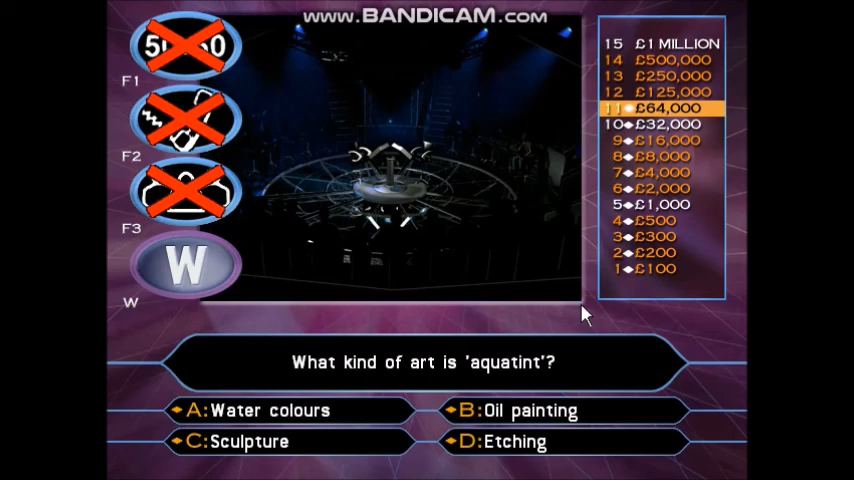 www.BANDICAM.com
F1
F2
F3
W
W
15 £1 MILLION
14 £500,000
13 £250,000
12 £125,000
11 £64,000
10 £32,000
9 £16,000
8 £8,000
7 £4,000
6 £2,000
5 £1,000
4 £500
3 £300
2 £200
1 £100
What kind of art is 'aquatint'?
A: Water colours
B: Oil painting
C: Sculpture
D: Etching